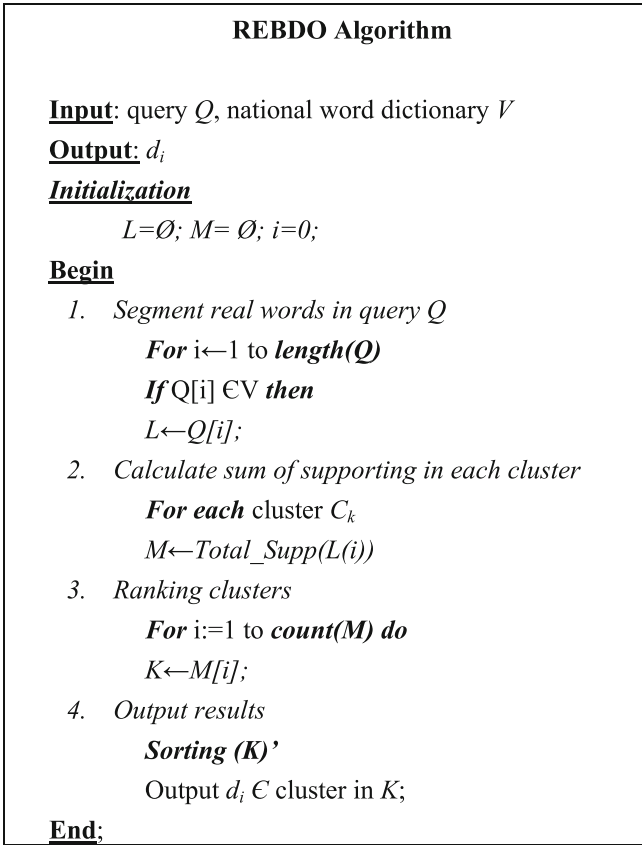 REBDO Algorithm
Input: query Q, national word dictionary V
Output: dᵢ
Initialization
L=Ø; M= Ø; i=0;
Begin
1. Segment real words in query Q
For i←1 to length(Q)
If Q[i] ЄV then
L←Q[i];
2. Calculate sum of supporting in each cluster
For each cluster Cₖ
M←Total_Supp(L(i))
3. Ranking clusters
For i:=1 to count(M) do
K←M[i];
4. Output results
Sorting (K)’
Output dᵢ Є cluster in K;
End;